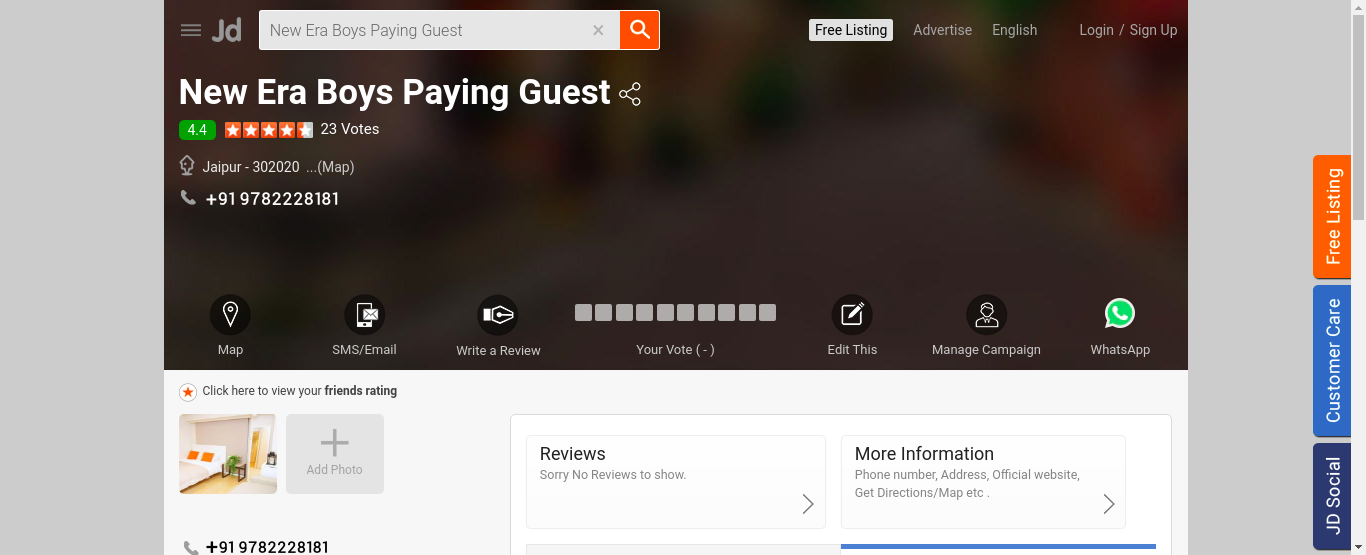 Jd
New Era Boys Paying Guest
Free Listing
Advertise
English
Login / Sign Up
New Era Boys Paying Guest
4.4
23 Votes
Jaipur - 302020 ...(Map)
+91 9782228181
Map
SMS/Email
Write a Review
Your Vote ( - )
Edit This
Manage Campaign
WhatsApp
Free Listing
Customer Care
JD Social
Click here to view your friends rating
Add Photo
+91 9782228181
Reviews
Sorry No Reviews to show.
More Information
Phone number, Address, Official website,
Get Directions/Map etc .